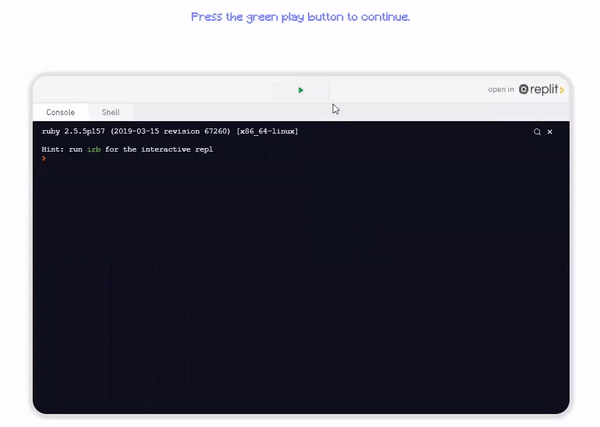 Press the green play button to continue.
open in replit
Console Shell
ruby 2.5.5p157 (2019-03-15 revision 67260) [x86_64-linux]
Hint: run irb for the interactive repl